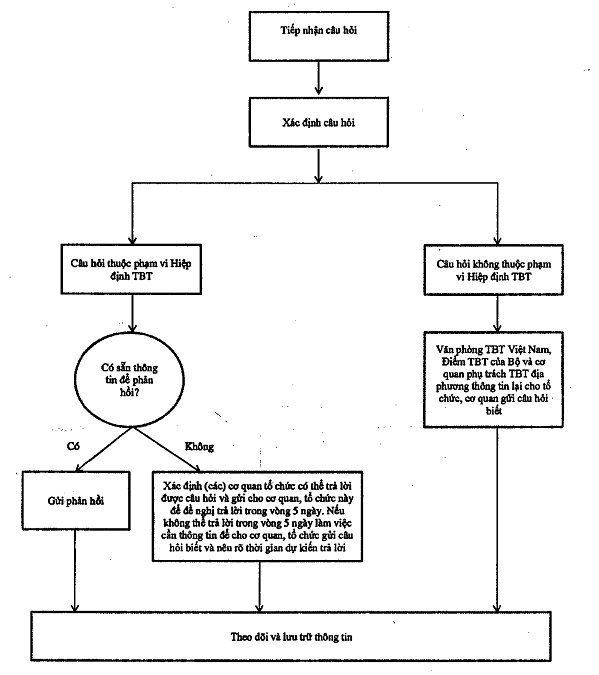 Tiếp nhận câu hỏi
Xác định câu hỏi
Câu hỏi thuộc phạm vi Hiệp
định TBT
Câu hỏi không thuộc phạm
vi Hiệp định TBT
Có sẵn thông
tin để phản
hồi?
Văn phòng TBT Việt Nam,
Điểm TBT của Bộ và cơ
quan phụ trách TBT địa
phương thông tin lại cho tổ
chức, cơ quan gửi câu hỏi
biết
Có
Không
Gửi phản hồi
Xác định (các) cơ quan tổ chức có thể trả lời
được câu hỏi và gửi cho cơ quan, tổ chức này
để đề nghị trả lời trong vòng 5 ngày. Nếu
không thể trả lời trong vòng 5 ngày làm việc
cần thông tin để cho cơ quan, tổ chức gửi câu
hỏi biết và nêu rõ thời gian dự kiến trả lời
Theo dõi và lưu trữ thông tin